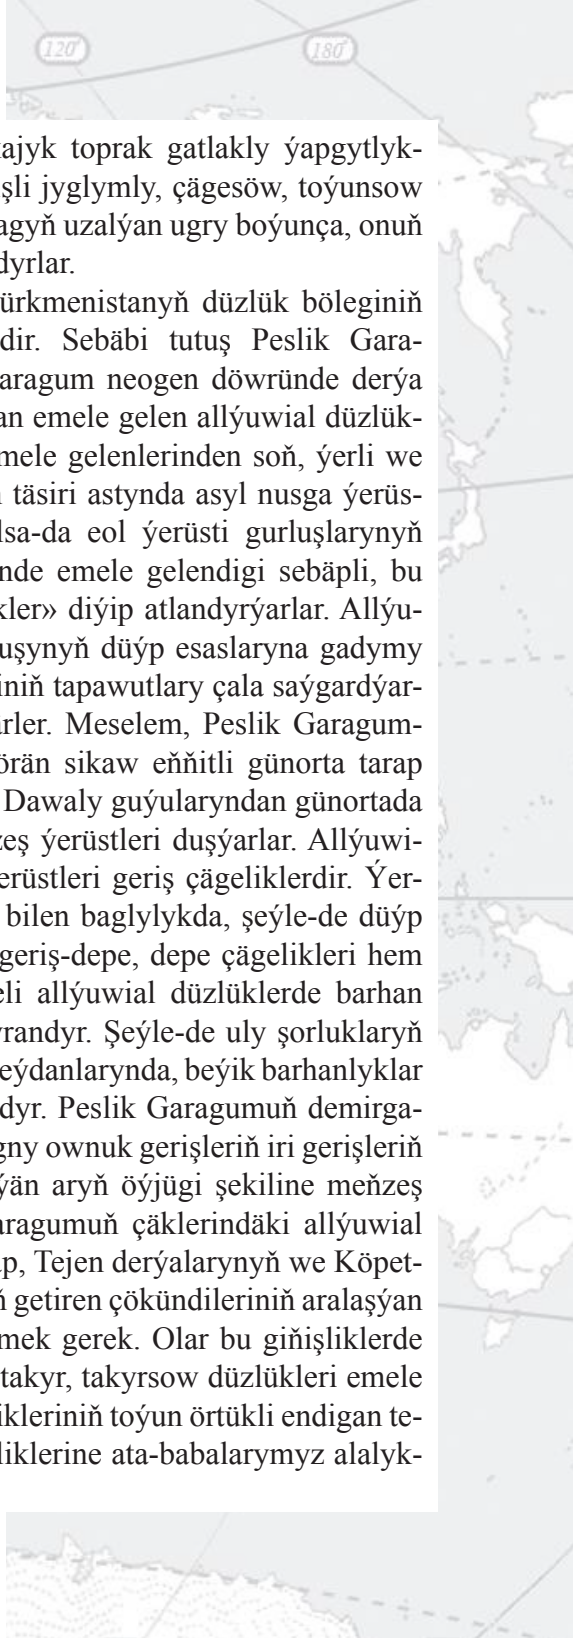 120°
180°
ajyk toprak gatlakly ýapgytlyk-
şli jyglymly, çägesöw, toýunsow
agyň uzalýan ugry boýunça, onuň
dyrlar.
ürkmenistanyň düzlük böleginiň
dir. Sebäbi tutuş Peslik Gara-
aragum neogen döwründe derýa
an emele gelen allýuwial düzlük-
mele gelenlerinden soň, ýerli we
täsiri astynda asyl nusga ýerüs-
lsa-da eol ýerüsti gurluşlarynyň
nde emele gelendigi sebäpli, bu
kler» diýip atlandyrýarlar. Allýu-
uşynyň düýp esaslaryna gadymy
iniň tapawutlary çala saýgardýar-
ärler. Meselem, Peslik Garagum-
örän sikaw eňňitli günorta tarap
Dawaly guýularyndan günortada
zeş ýerüstleri duşýarlar. Allýuwi-
erüstleri geriş çägeliklerdir. Ýer-
bilen baglylykda, şeýle-de düýp
geriş-depe, depe çägelikleri hem
eli allýuwial düzlüklerde barhan
yrandyr. Şeýle-de uly şorluklaryň
eýdanlarynda, beýik barhanlyklar
dyr. Peslik Garagumuň demirga-
gny ownuk gerişleriň iri gerişleriň
ýän aryň öýjügi şekiline meňzeş
aragumuň çäklerindäki allýuwial
ap, Tejen derýalarynyň we Köpet-
ň getiren çökündileriniň aralaşýan
mek gerek. Olar bu giňişliklerde
takyr, takyrsow düzlükleri emele
ikleriniň toýun örtükli endigan te-
liklerine ata-babalarymyz alalyk-